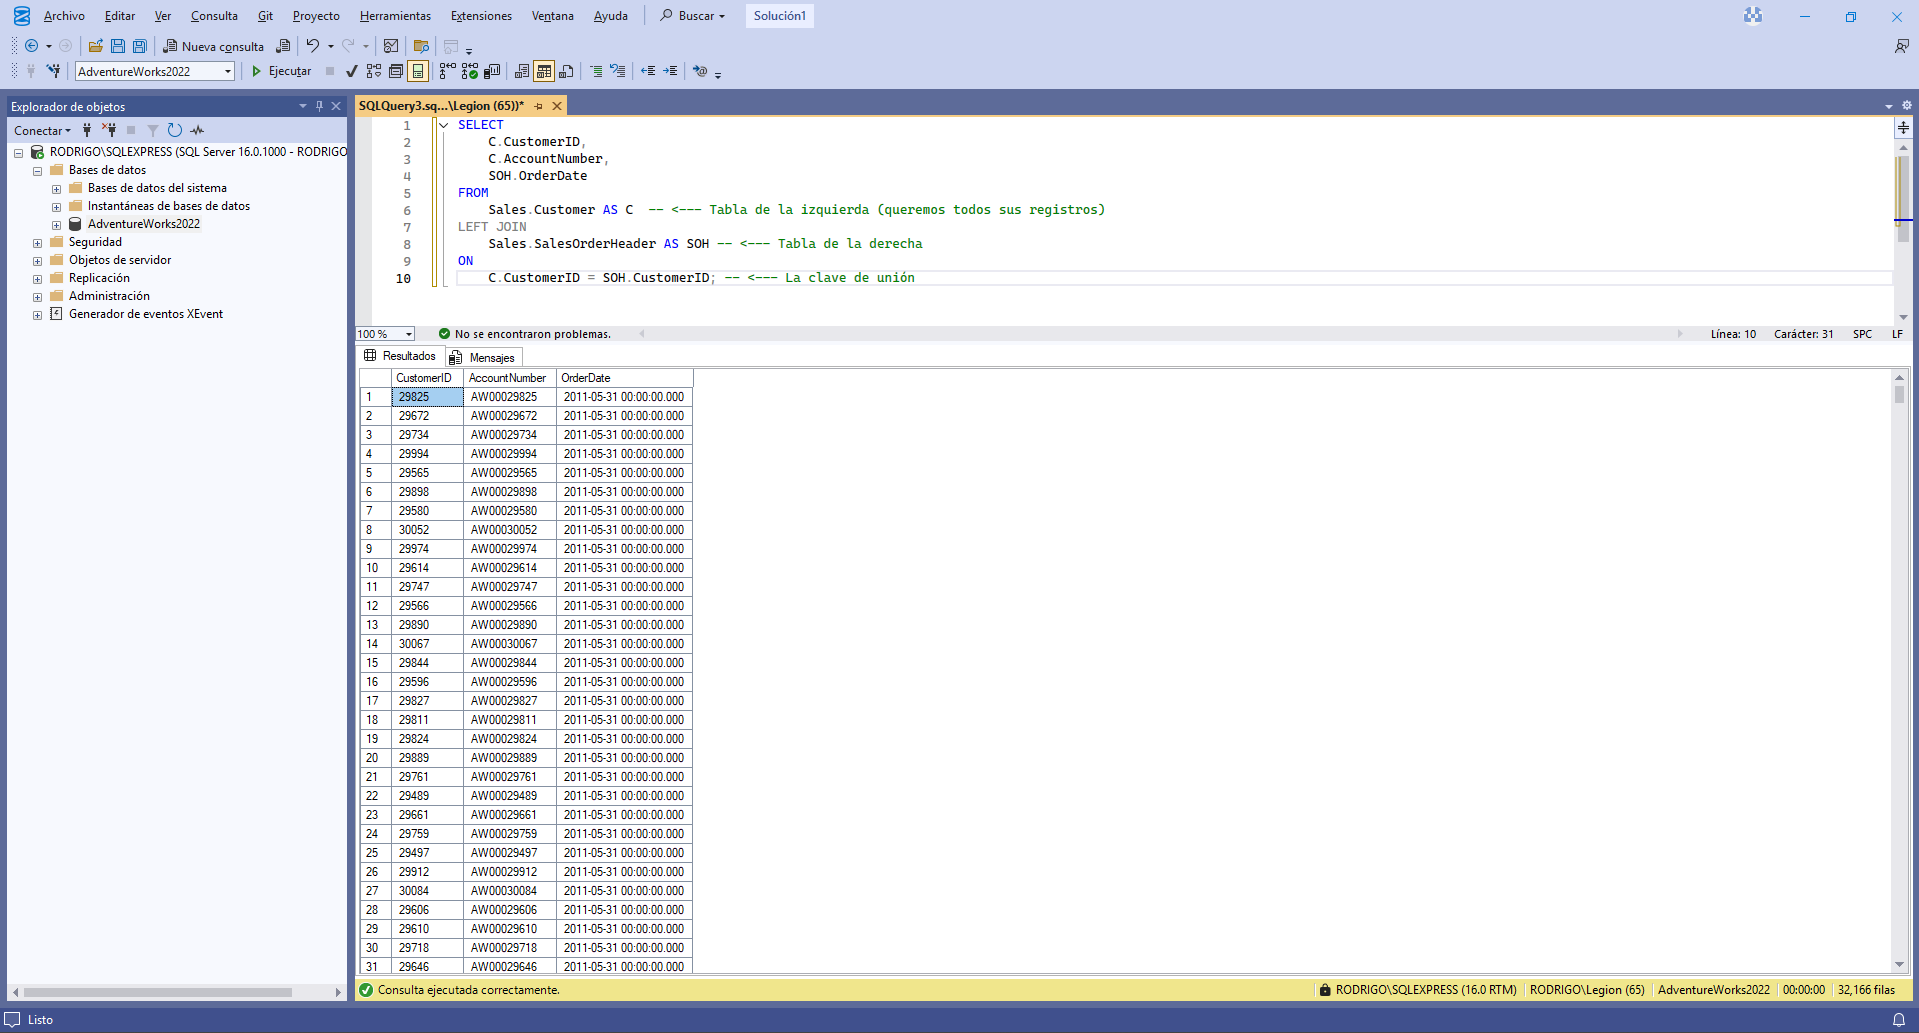 Archivo Editar Ver Consulta Git Proyecto Herramientas Extensiones Ventana Ayuda Buscar Solución1
Nueva consulta
AdventureWorks2022 Ejecutar
Explorador de objetos
Conectar
RODRIGO\SQLEXPRESS (SQL Server 16.0.1000 - RODRIGO
Bases de datos
Bases de datos del sistema
Instantáneas de bases de datos
AdventureWorks2022
Seguridad
Objetos de servidor
Replicación
Administración
Generador de eventos XEvent
SQLQuery3.sq...\Legion (65))*
1 SELECT
2 C.CustomerID,
3 C.AccountNumber,
4 SOH.OrderDate
5 FROM
6 Sales.Customer AS C -- <--- Tabla de la izquierda (queremos todos sus registros)
7 LEFT JOIN
8 Sales.SalesOrderHeader AS SOH -- <--- Tabla de la derecha
9 ON
10 C.CustomerID = SOH.CustomerID; -- <--- La clave de unión
100 % No se encontraron problemas. Línea: 10 Carácter: 31 SPC LF
Resultados Mensajes
CustomerID AccountNumber OrderDate
1 29825 AW00029825 2011-05-31 00:00:00.000
2 29672 AW00029672 2011-05-31 00:00:00.000
3 29734 AW00029734 2011-05-31 00:00:00.000
4 29994 AW00029994 2011-05-31 00:00:00.000
5 29565 AW00029565 2011-05-31 00:00:00.000
6 29898 AW00029898 2011-05-31 00:00:00.000
7 29580 AW00029580 2011-05-31 00:00:00.000
8 30052 AW00030052 2011-05-31 00:00:00.000
9 29974 AW00029974 2011-05-31 00:00:00.000
10 29614 AW00029614 2011-05-31 00:00:00.000
11 29747 AW00029747 2011-05-31 00:00:00.000
12 29566 AW00029566 2011-05-31 00:00:00.000
13 29890 AW00029890 2011-05-31 00:00:00.000
14 30067 AW00030067 2011-05-31 00:00:00.000
15 29844 AW00029844 2011-05-31 00:00:00.000
16 29596 AW00029596 2011-05-31 00:00:00.000
17 29827 AW00029827 2011-05-31 00:00:00.000
18 29811 AW00029811 2011-05-31 00:00:00.000
19 29824 AW00029824 2011-05-31 00:00:00.000
20 29889 AW00029889 2011-05-31 00:00:00.000
21 29761 AW00029761 2011-05-31 00:00:00.000
22 29489 AW00029489 2011-05-31 00:00:00.000
23 29661 AW00029661 2011-05-31 00:00:00.000
24 29759 AW00029759 2011-05-31 00:00:00.000
25 29497 AW00029497 2011-05-31 00:00:00.000
26 29912 AW00029912 2011-05-31 00:00:00.000
27 30084 AW00030084 2011-05-31 00:00:00.000
28 29606 AW00029606 2011-05-31 00:00:00.000
29 29610 AW00029610 2011-05-31 00:00:00.000
30 29718 AW00029718 2011-05-31 00:00:00.000
31 29646 AW00029646 2011-05-31 00:00:00.000
Consulta ejecutada correctamente. RODRIGO\SQLEXPRESS (16.0 RTM) RODRIGO\Legion (65) AdventureWorks2022 00:00:00 32,166 filas
Listo